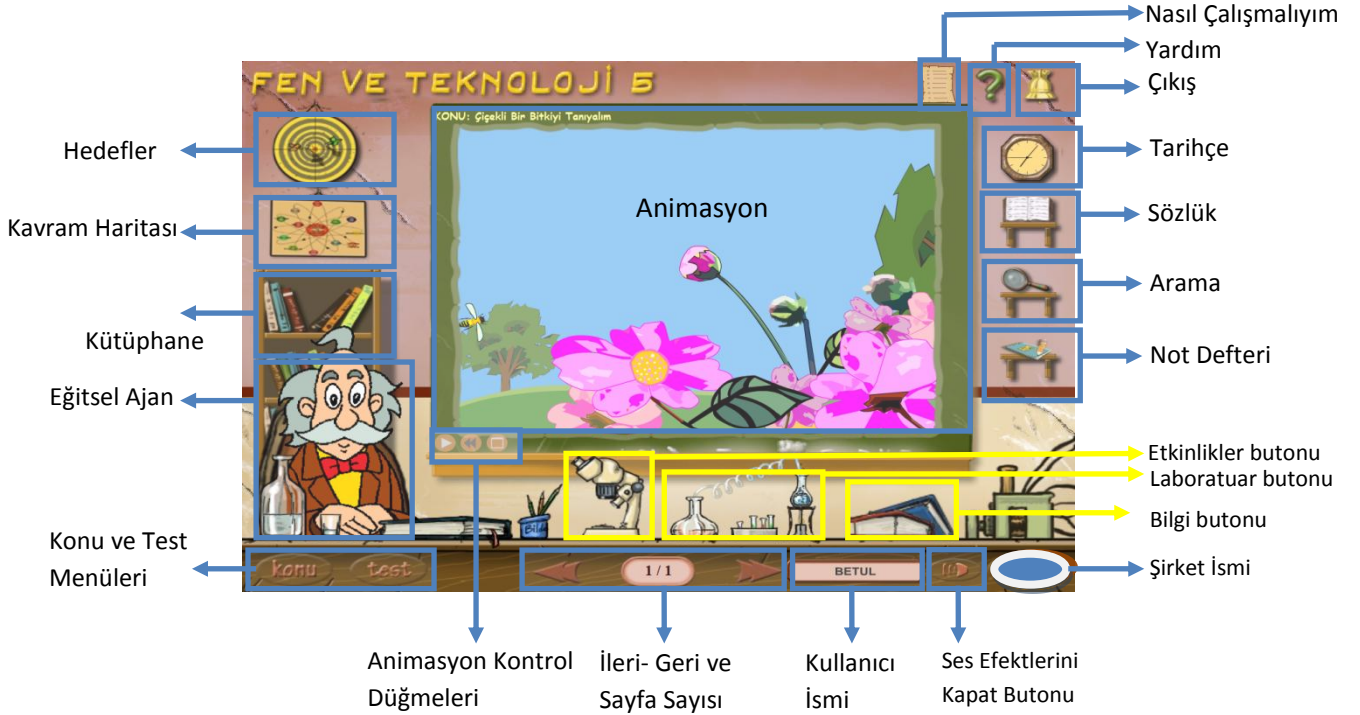 Nasıl Çalışmalıyım
Yardım
Çıkış
FEN VE TEKNOLOJİ 5
KONU: Çiçekli Bir Bitkiyi Tanıyalım
Hedefler
Tarihçe
Animasyon
Sözlük
Kavram Haritası
Arama
Kütüphane
Not Defteri
Eğitsel Ajan
Etkinlikler butonu
Laboratuar butonu
Bilgi butonu
Konu ve Test
Menüleri
konu
test
1 / 1
BETUL
Şirket İsmi
Animasyon Kontrol
Düğmeleri
İleri- Geri ve
Sayfa Sayısı
Kullanıcı
İsmi
Ses Efektlerini
Kapat Butonu